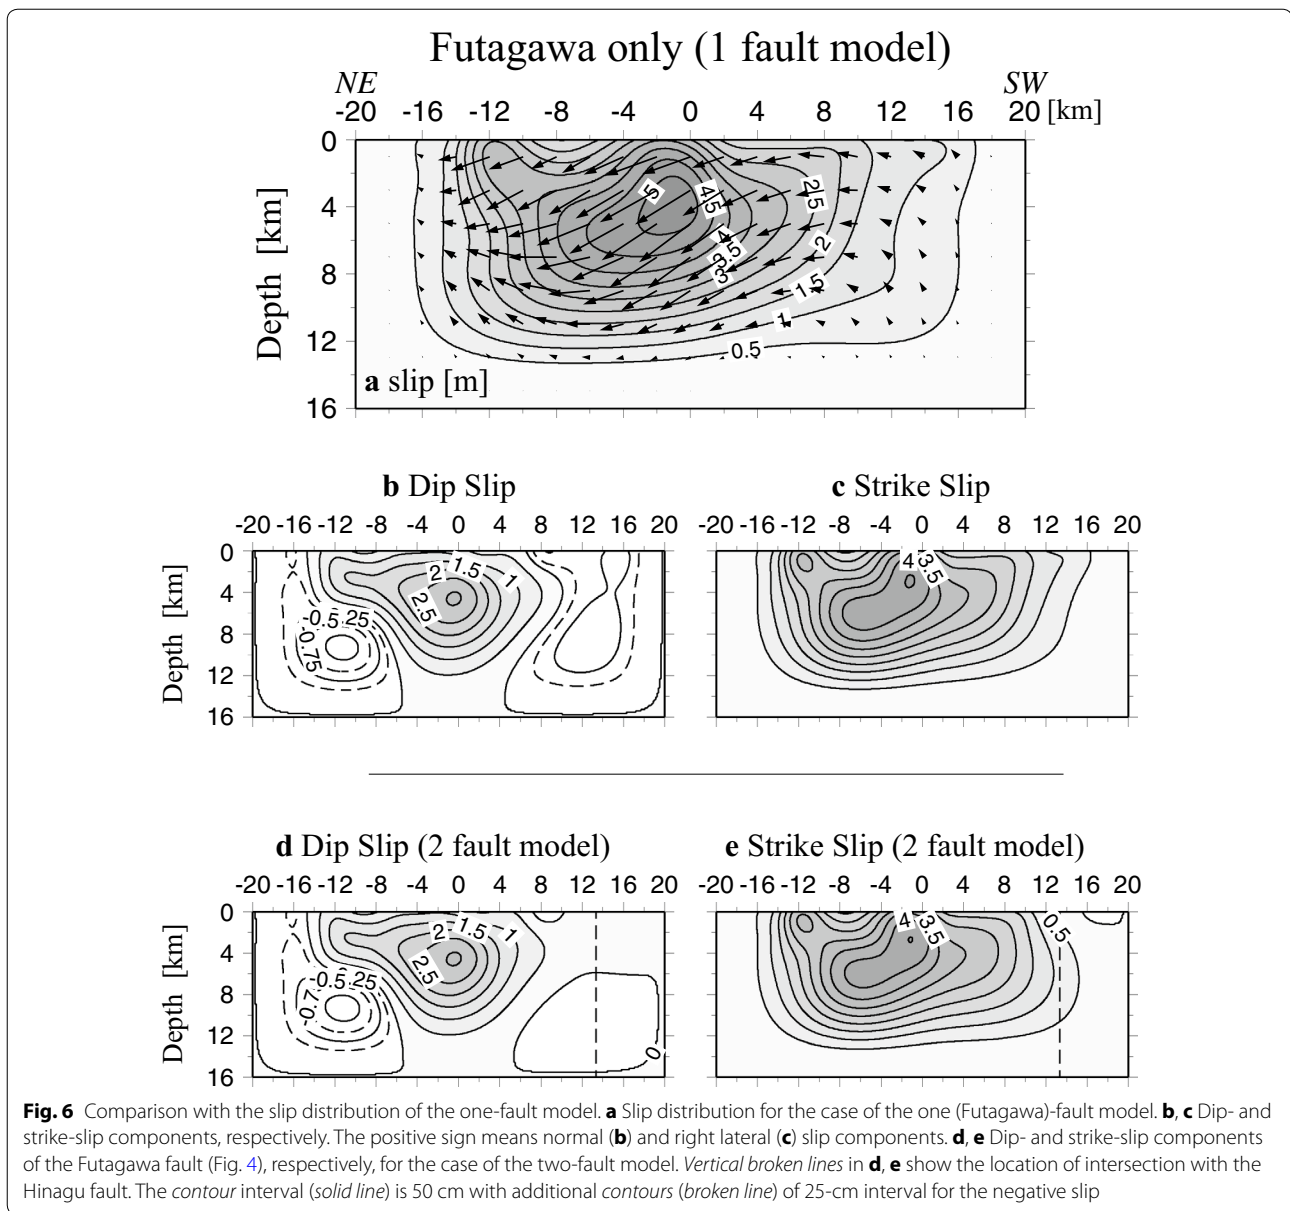 Futagawa only (1 fault model)
NE SW
-20 -16 -12 -8 -4 0 4 8 12 16 20 [km]
0
4
8
12
16
Depth [km]
5 4.5 2.5
4 3.5 3 2
1.5
1
0.5
a slip [m]
b Dip Slip
c Strike Slip
-20 -16 -12 -8 -4 0 4 8 12 16 20
-20 -16 -12 -8 -4 0 4 8 12 16 20
0
4
8
12
16
Depth [km]
2 1.5 1
2.5
-0.5 25
0.75
4 3.5
d Dip Slip (2 fault model)
e Strike Slip (2 fault model)
-20 -16 -12 -8 -4 0 4 8 12 16 20
-20 -16 -12 -8 -4 0 4 8 12 16 20
0
4
8
12
16
Depth [km]
2 1.5 1
2.5
-0.5 25
-0.7
0
4 3.5 0.5
Fig. 6 Comparison with the slip distribution of the one-fault model. a Slip distribution for the case of the one (Futagawa)-fault model. b, c Dip- and
strike-slip components, respectively. The positive sign means normal (b) and right lateral (c) slip components. d, e Dip- and strike-slip components
of the Futagawa fault (Fig. 4), respectively, for the case of the two-fault model. Vertical broken lines in d, e show the location of intersection with the
Hinagu fault. The contour interval (solid line) is 50 cm with additional contours (broken line) of 25-cm interval for the negative slip